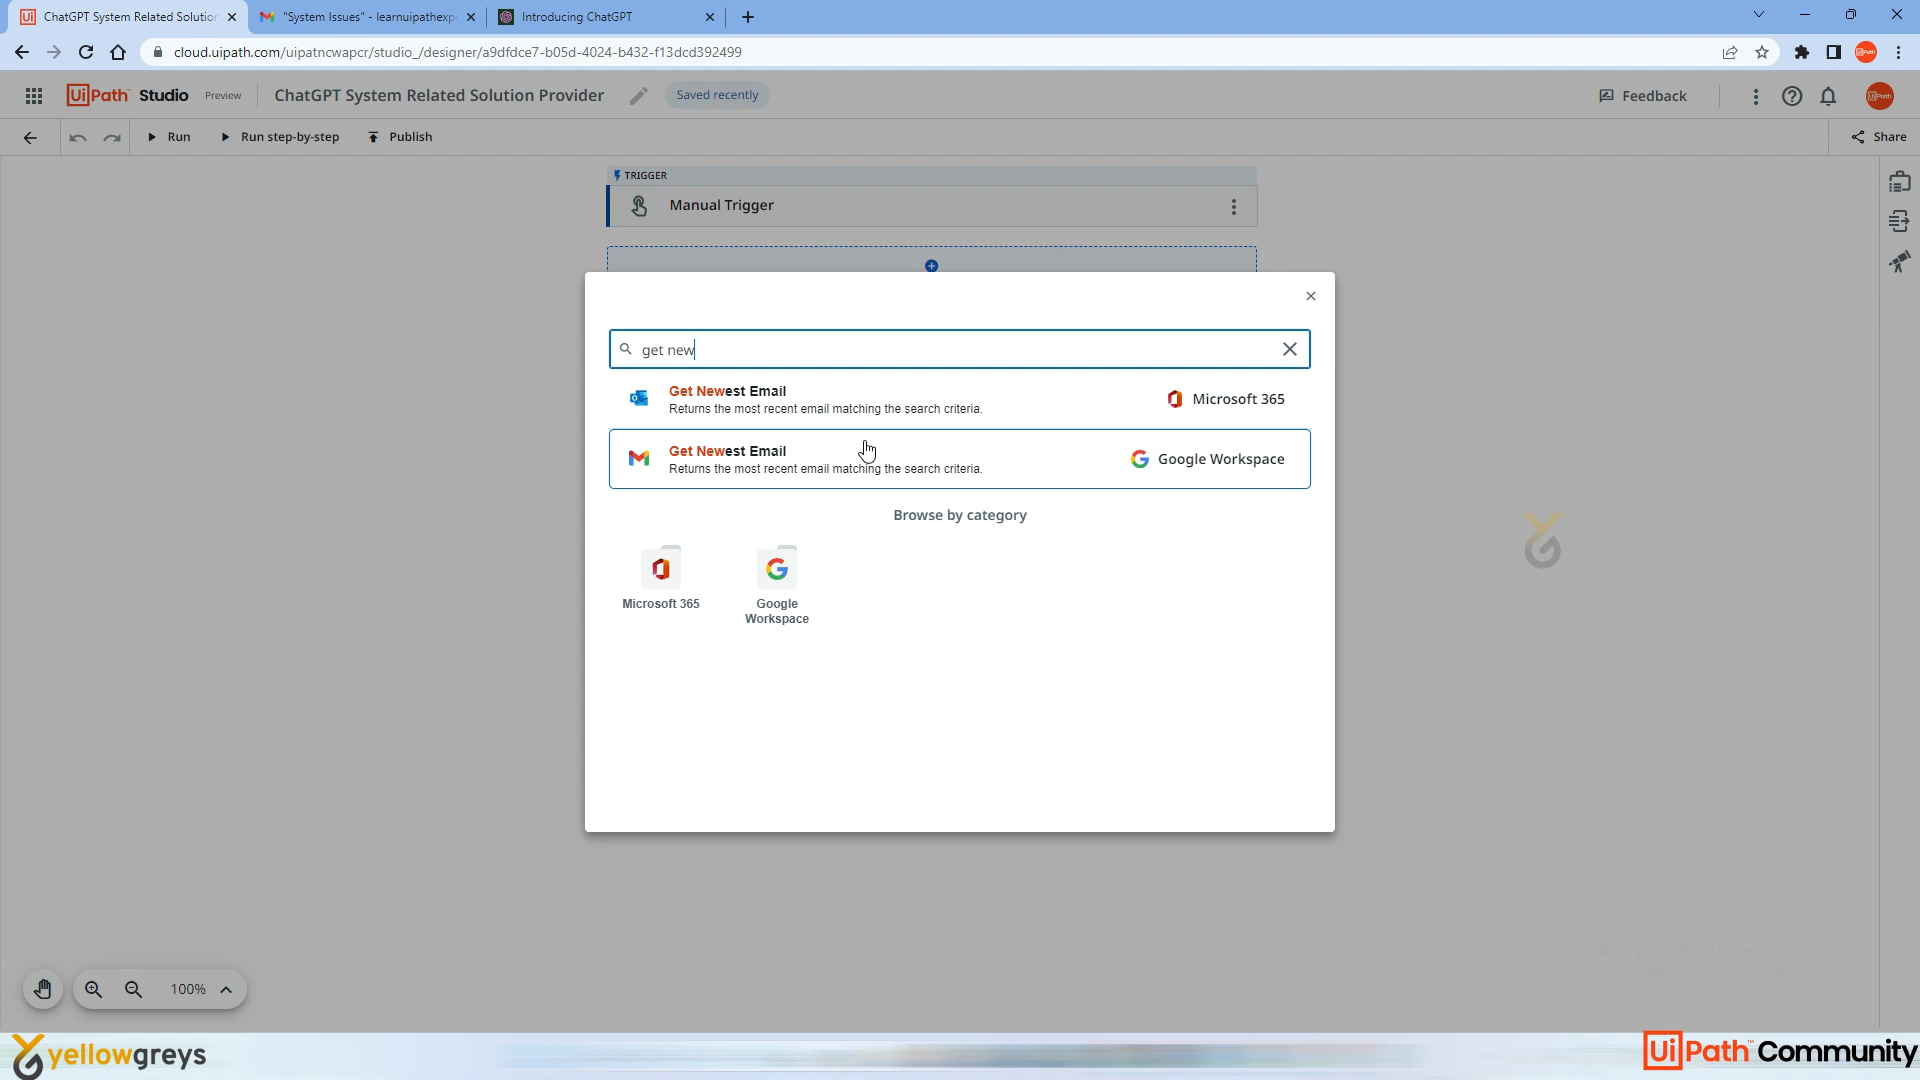 ChatGPT System Related Solution
"System Issues" - learnuipathexp
Introducing ChatGPT
cloud.uipath.com/uipatncwapcr/studio_/designer/a9dfdce7-b05d-4024-b432-f13dcd392499
UiPath Studio Preview ChatGPT System Related Solution Provider Saved recently Feedback
Run Run step-by-step Publish Share
TRIGGER
Manual Trigger
get new
Get Newest Email
Returns the most recent email matching the search criteria.
Microsoft 365
Get Newest Email
Returns the most recent email matching the search criteria.
Google Workspace
Browse by category
Microsoft 365
Google
Workspace
100%
yellowgreys
UiPath Community